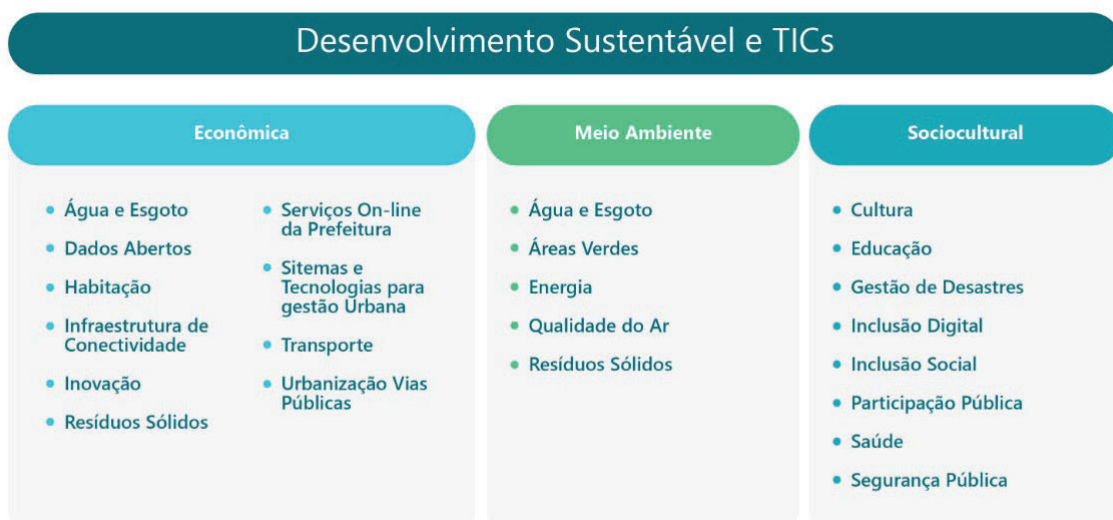 Desenvolvimento Sustentável e TICs
Econômica
Água e Esgoto
Dados Abertos
Habitação
Infraestrutura de
Conectividade
Inovação
Resíduos Sólidos
Serviços On-line
da Prefeitura
Sitemas e
Tecnologias para
gestão Urbana
Transporte
Urbanização Vias
Públicas
Meio Ambiente
Água e Esgoto
Áreas Verdes
Energia
Qualidade do Ar
Resíduos Sólidos
Sociocultural
Cultura
Educação
Gestão de Desastres
Inclusão Digital
Inclusão Social
Participação Pública
Saúde
Segurança Pública